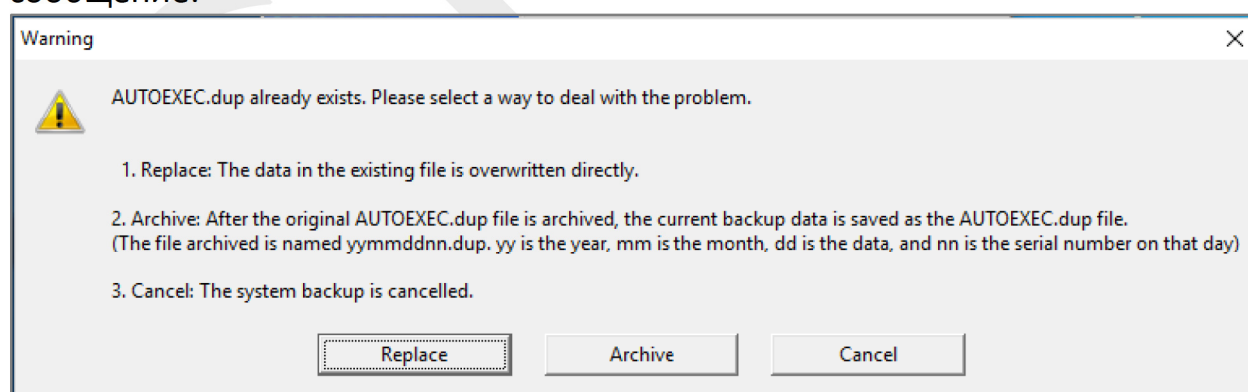 сообщение:
Warning
AUTOEXEC.dup already exists. Please select a way to deal with the problem.
1. Replace: The data in the existing file is overwritten directly.
2. Archive: After the original AUTOEXEC.dup file is archived, the current backup data is saved as the AUTOEXEC.dup file.
(The file archived is named yymmddnn.dup. yy is the year, mm is the month, dd is the data, and nn is the serial number on that day)
3. Cancel: The system backup is cancelled.
Replace Archive Cancel